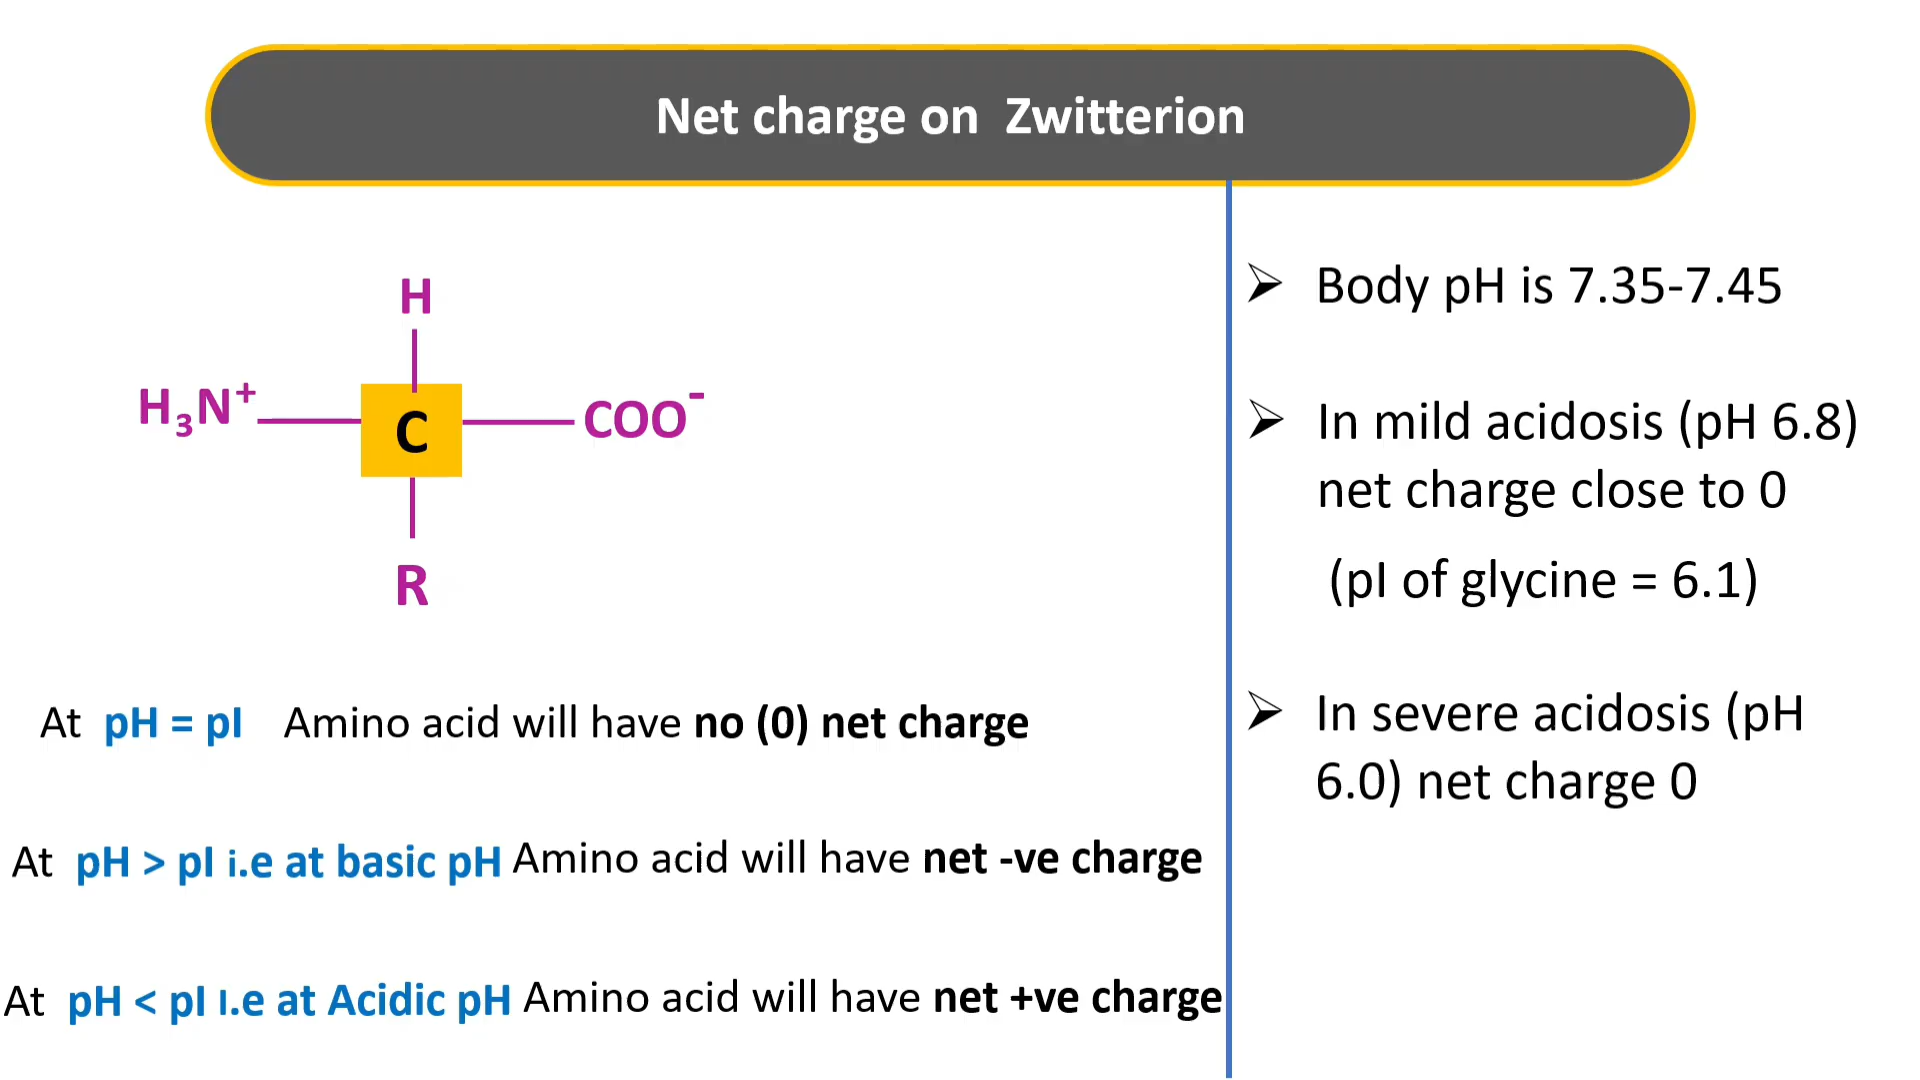 Net charge on Zwitterion
H
H₃N⁺
C
COO⁻
R
At pH = pI Amino acid will have no (0) net charge
At pH > pI i.e at basic pH Amino acid will have net -ve charge
At pH < pI I.e at Acidic pH Amino acid will have net +ve charge
➢ Body pH is 7.35-7.45
➢ In mild acidosis (pH 6.8)
net charge close to 0
(pI of glycine = 6.1)
➢ In severe acidosis (pH
6.0) net charge 0